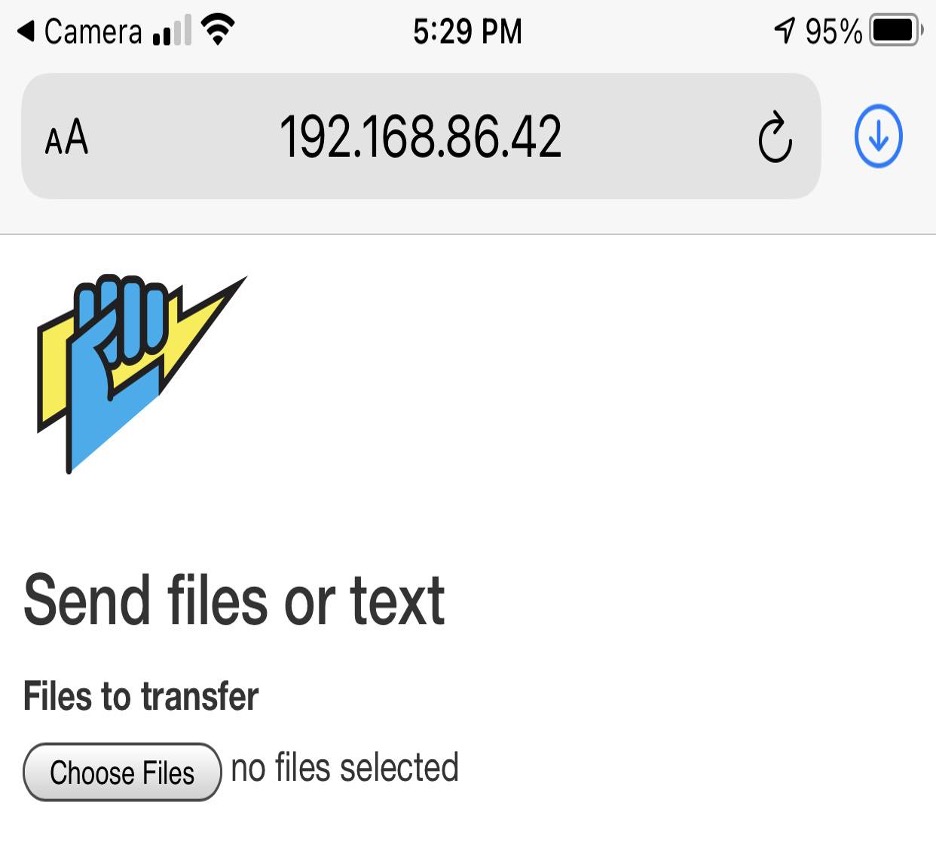 Camera 5:29 PM 95%
AA 192.168.86.42
Send files or text
Files to transfer
Choose Files no files selected